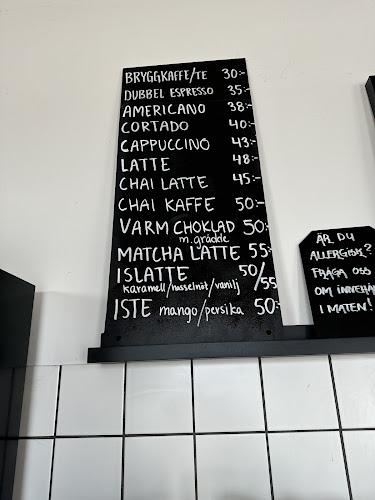 BRYGGKAFFE/TE 30:-
DUBBEL ESPRESSO 35:-
AMERICANO 38:-
CORTADO 40:-
CAPPUCCINO 43:-
LATTE 48:-
CHAI LATTE 45:-
CHAI KAFFE 50:-
VARM CHOKLAD 50:-
m. grädde
MATCHA LATTE 55:-
ISLATTE 50/55
karamell/hasselnöt/vanilj
ISTE mango/persika 50:-
ÄR DU
ALLERGISK?
FRÅGA OSS
OM INNEHÅ
I MATEN!